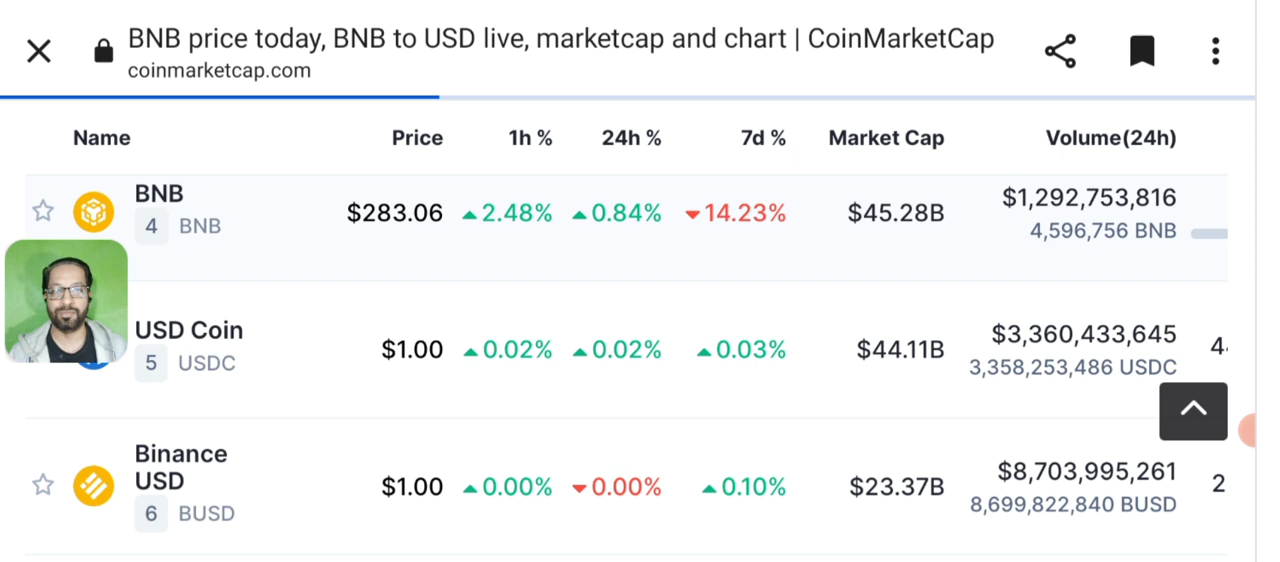 BNB price today, BNB to USD live, marketcap and chart | CoinMarketCap
coinmarketcap.com
Name Price 1h % 24h % 7d % Market Cap Volume(24h)
BNB
4 BNB
$283.06 2.48% 0.84% 14.23% $45.28B
$1,292,753,816
4,596,756 BNB
USD Coin
5 USDC
$1.00 0.02% 0.02% 0.03% $44.11B
$3,360,433,645
3,358,253,486 USDC
Binance
USD
6 BUSD
$1.00 0.00% 0.00% 0.10% $23.37B
$8,703,995,261
8,699,822,840 BUSD